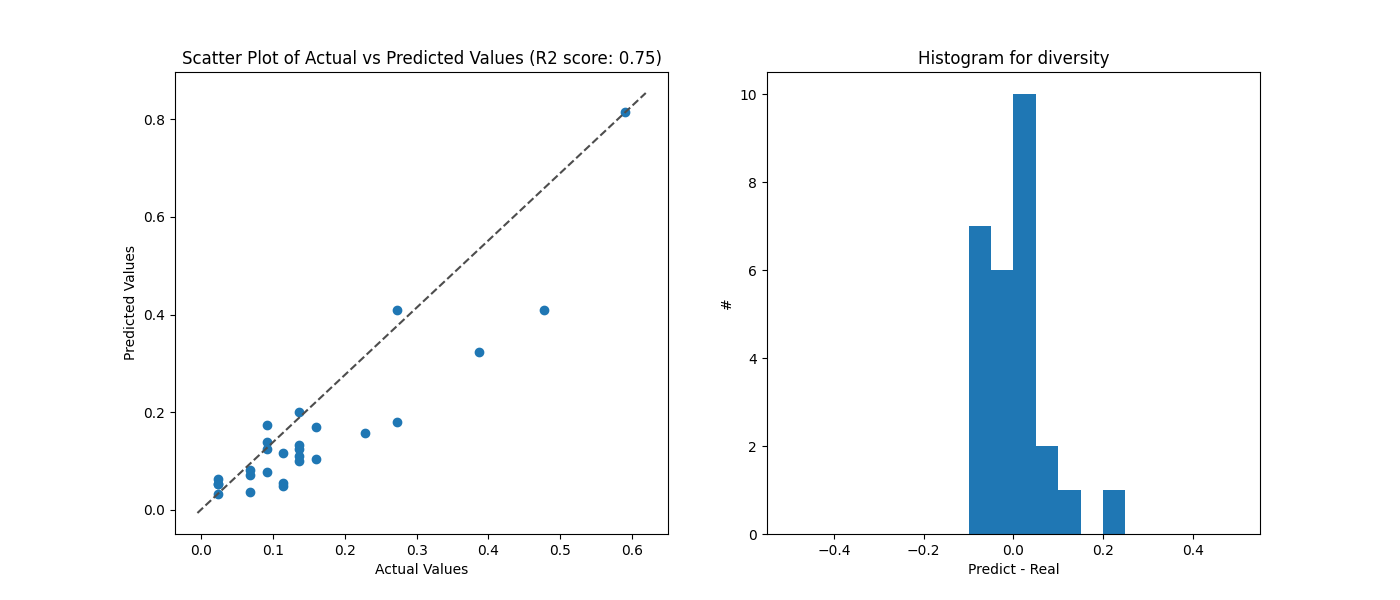 Scatter Plot of Actual vs Predicted Values (R2 score: 0.75)
Predicted Values
0.8
0.6
0.4
0.2
0.0
0.0 0.1 0.2 0.3 0.4 0.5 0.6
Actual Values
Histogram for diversity
#
10
8
6
4
2
0
−0.4 −0.2 0.0 0.2 0.4
Predict - Real